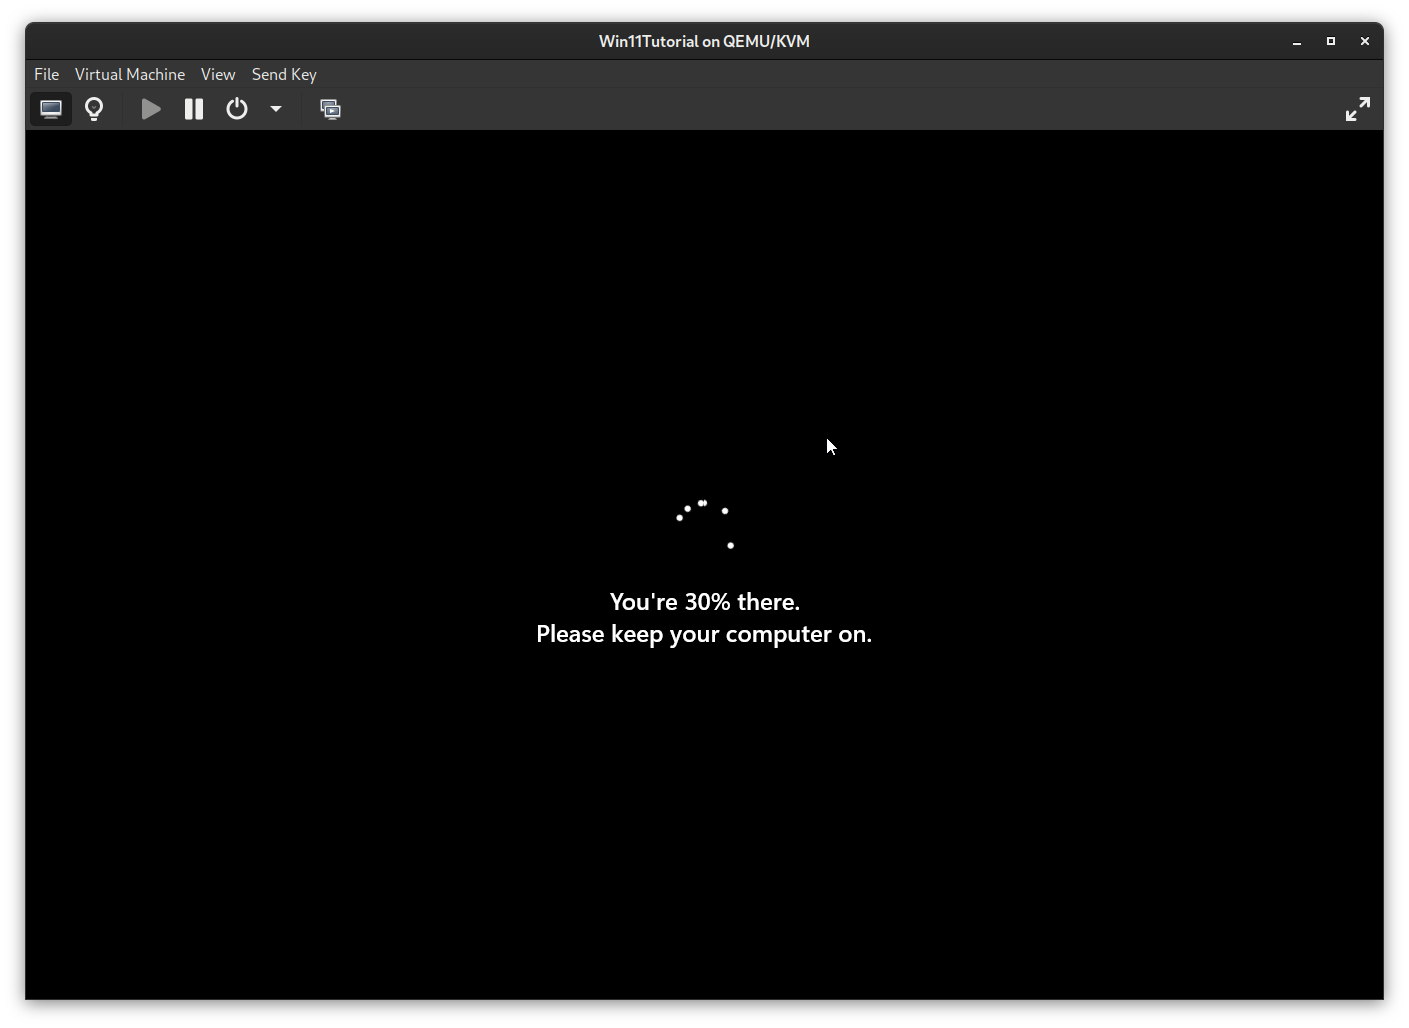 Win11Tutorial on QEMU/KVM
File Virtual Machine View Send Key
You're 30% there.
Please keep your computer on.